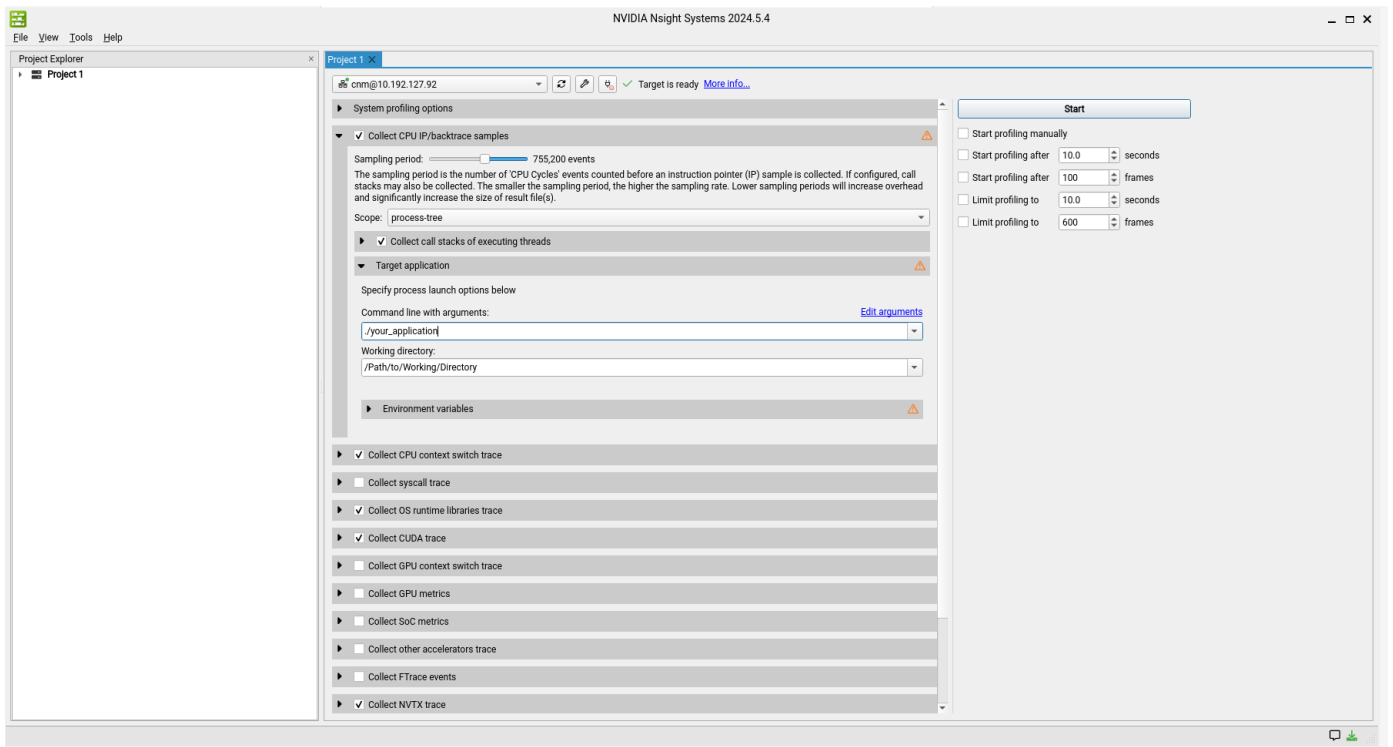 NVIDIA Nsight Systems 2024.5.4
File View Tools Help
Project Explorer
Project 1
Project 1
cnm@10.192.127.92
Target is ready More info...
System profiling options
Collect CPU IP/backtrace samples
Sampling period: 755,200 events
The sampling period is the number of 'CPU Cycles' events counted before an instruction pointer (IP) sample is collected. If configured, call
stacks may also be collected. The smaller the sampling period, the higher the sampling rate. Lower sampling periods will increase overhead
and significantly increase the size of result file(s).
Scope: process-tree
Collect call stacks of executing threads
Target application
Specify process launch options below
Command line with arguments: Edit arguments
./your_application
Working directory:
/Path/to/Working/Directory
Environment variables
Collect CPU context switch trace
Collect syscall trace
Collect OS runtime libraries trace
Collect CUDA trace
Collect GPU context switch trace
Collect GPU metrics
Collect SoC metrics
Collect other accelerators trace
Collect FTrace events
Collect NVTX trace
Start
Start profiling manually
Start profiling after 10.0 seconds
Start profiling after 100 frames
Limit profiling to 10.0 seconds
Limit profiling to 600 frames